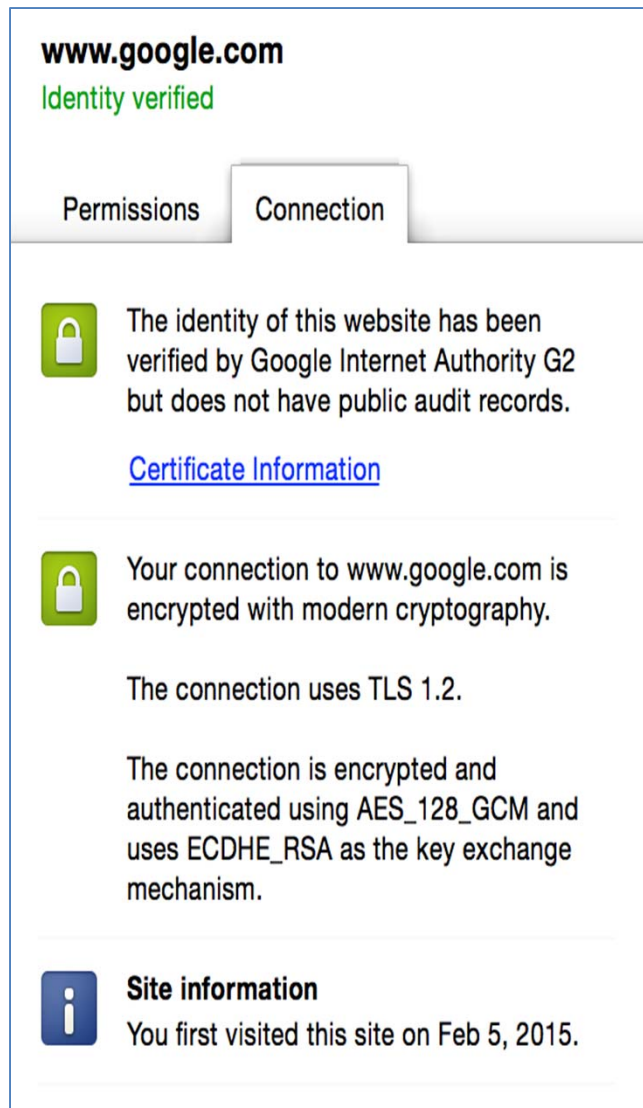 www.google.com
Identity verified
Permissions
Connection
The identity of this website has been
verified by Google Internet Authority G2
but does not have public audit records.
Certificate Information
Your connection to www.google.com is
encrypted with modern cryptography.
The connection uses TLS 1.2.
The connection is encrypted and
authenticated using AES_128_GCM and
uses ECDHE_RSA as the key exchange
mechanism.
Site information
You first visited this site on Feb 5, 2015.